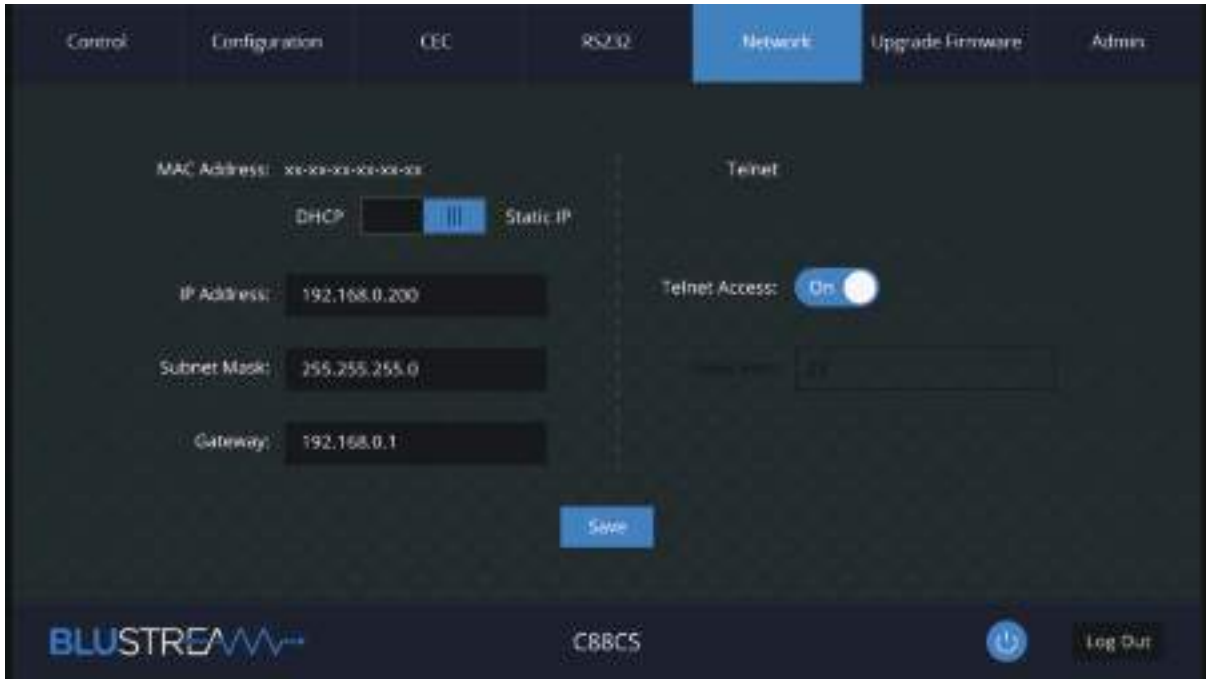 Control Configuration CEC RS232 Network Upgrade Firmware Admin
MAC Address: xx-xx-xx-xx-xx-xx
DHCP Static IP
IP Address: 192.168.0.200
Subnet Mask: 255.255.255.0
Gateway: 192.168.0.1
Telnet
Telnet Access: On
Save
BLUSTREAM C88CS Log Out